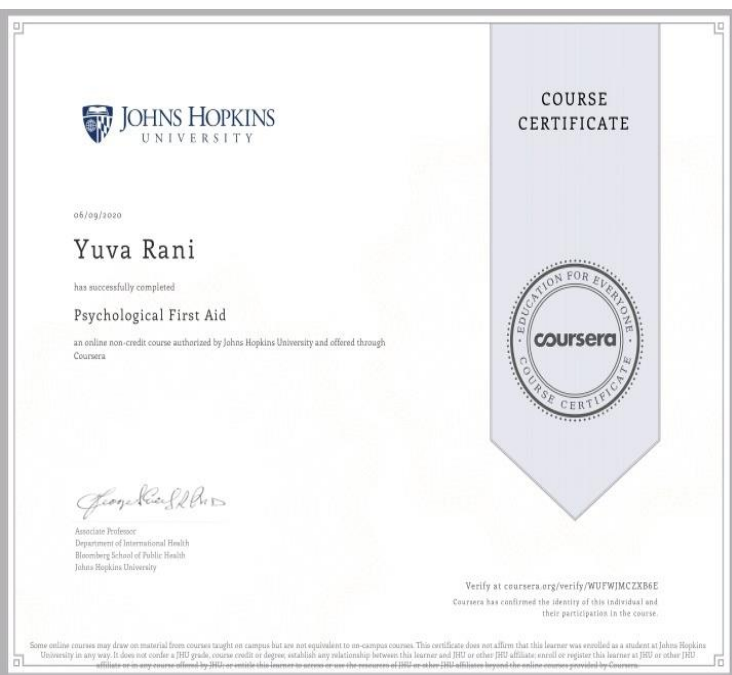 JOHNS HOPKINS
UNIVERSITY
COURSE
CERTIFICATE
06/09/2020
Yuva Rani
has successfully completed
Psychological First Aid
an online non-credit course authorized by Johns Hopkins University and offered through
Coursera
EDUCATION FOR EVERYONE
coursera
COURSE CERTIFICATE
Associate Professor
Department of International Health
Bloomberg School of Public Health
Johns Hopkins University
Verify at coursera.org/verify/WUFWJMCZXB6E
Coursera has confirmed the identity of this individual and
their participation in the course.
Some online courses may draw on material from courses taught on campus but are not equivalent to on-campus courses. This certificate does not affirm that this learner was enrolled as a student at Johns Hopkins
University in any way. It does not confer a JHU grade, course credit or degree; establish any relationship between this learner and JHU or other JHU affiliate; enroll or register this learner at JHU or other JHU
affiliate or in any course offered by JHU; or entitle this learner to access or use the resources of JHU or other JHU affiliates beyond the online courses provided by Coursera.